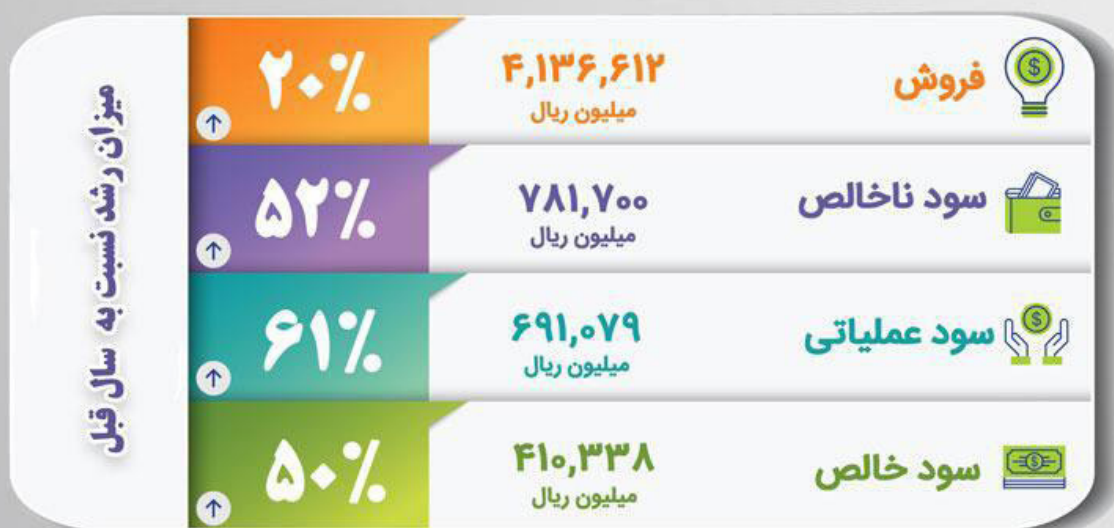 فروش
۴,۱۳۶,۶۱۲
میلیون ریال
۲۰%
سود ناخالص
۷۸۱,۷۰۰
میلیون ریال
۵۲%
سود عملیاتی
۶۹۱,۰۷۹
میلیون ریال
۶۱%
سود خالص
۴۱۰,۳۳۸
میلیون ریال
۵۰%
میزان رشد نسبت به سال قبل